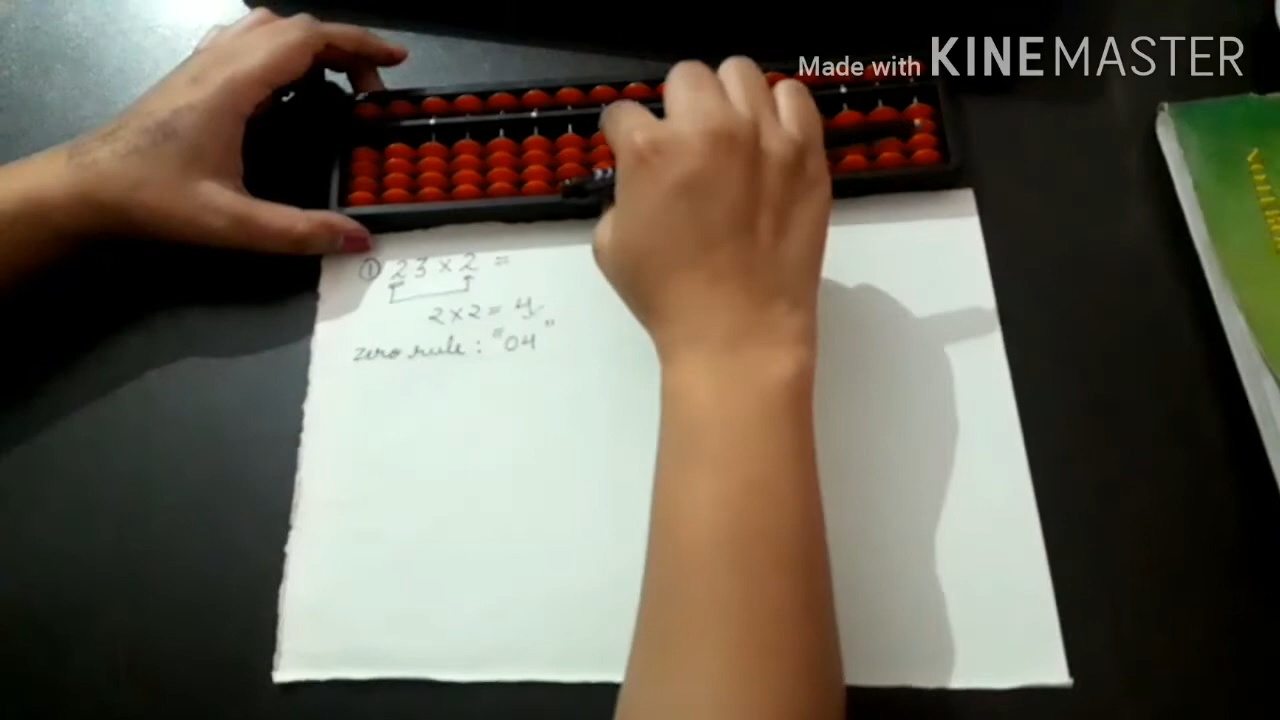 Made with KINEMASTER
① 23 × 2 =
2 × 2 = 4
zero rule : "04"